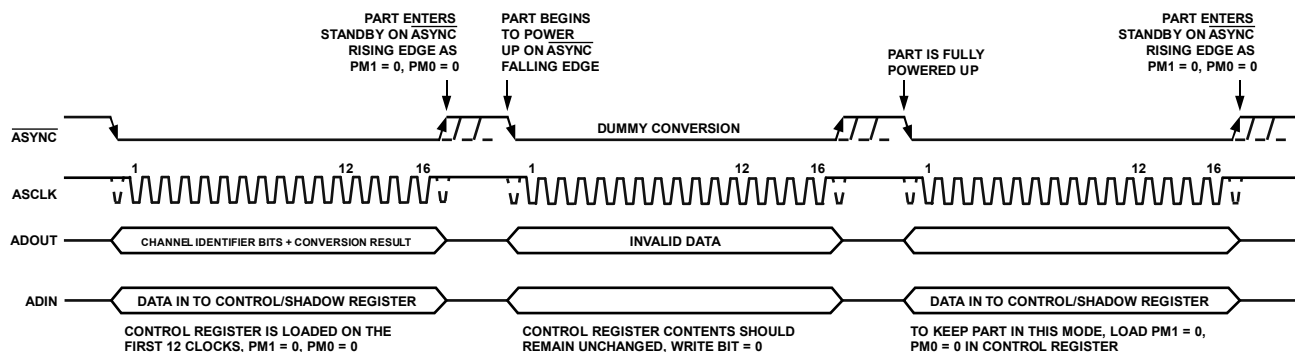 PART ENTERS
STANDBY ON ASYNC
RISING EDGE AS
PM1 = 0, PM0 = 0
PART BEGINS
TO POWER
UP ON ASYNC
FALLING EDGE
PART IS FULLY
POWERED UP
PART ENTERS
STANDBY ON ASYNC
RISING EDGE AS
PM1 = 0, PM0 = 0
ASYNC
DUMMY CONVERSION
1 12 16 1 12 16 1 12 16
ASCLK
ADOUT
CHANNEL IDENTIFIER BITS + CONVERSION RESULT
INVALID DATA
ADIN
DATA IN TO CONTROL/SHADOW REGISTER
DATA IN TO CONTROL/SHADOW REGISTER
CONTROL REGISTER IS LOADED ON THE
FIRST 12 CLOCKS, PM1 = 0, PM0 = 0
CONTROL REGISTER CONTENTS SHOULD
REMAIN UNCHANGED, WRITE BIT = 0
TO KEEP PART IN THIS MODE, LOAD PM1 = 0,
PM0 = 0 IN CONTROL REGISTER